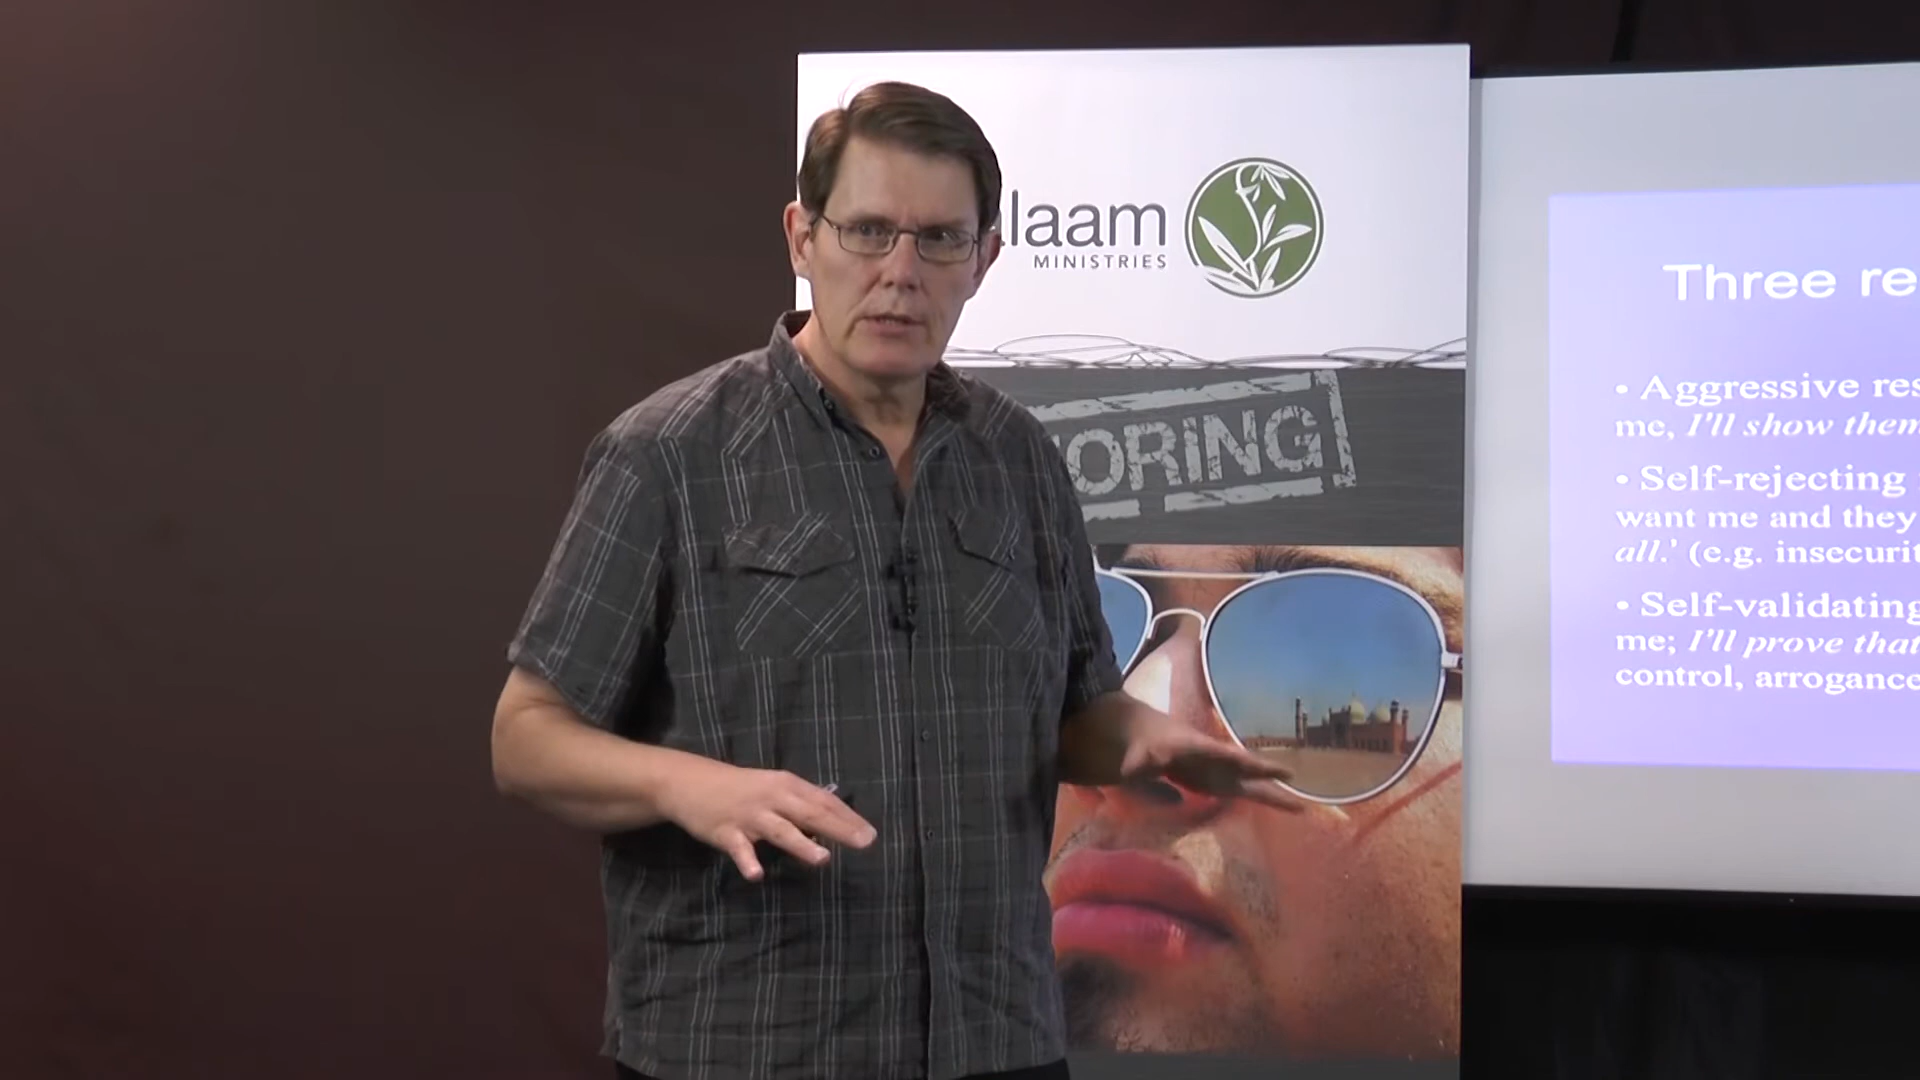 alaam
MINISTRIES
ORING
Three re
• Aggressive res
me, I'll show them
• Self-rejecting
want me and they
all.' (e.g. insecurit
• Self-validating
me; I'll prove that
control, arrogance